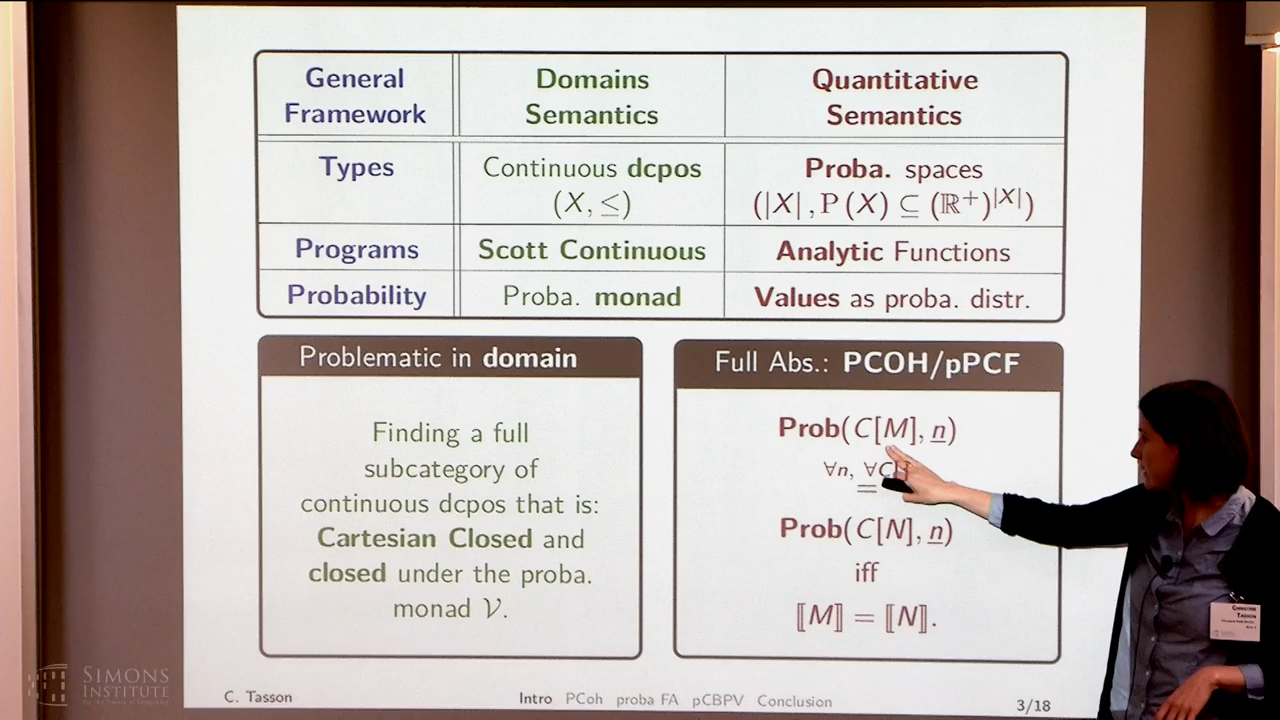 General Framework
Domains Semantics
Quantitative Semantics
Types
Continuous dcpos
(X, ≤)
Proba. spaces
(|X|, P(X) ⊆ (ℝ⁺)^|X|)
Programs
Scott Continuous
Analytic Functions
Probability
Proba. monad
Values as proba. distr.
Problematic in domain
Finding a full
subcategory of
continuous dcpos that is:
Cartesian Closed and
closed under the proba.
monad 𝒱.
Full Abs.: PCOH/pPCF
Prob(C[M], n)
∀n, ∀C[
=
Prob(C[N], n)
iff
⟦M⟧ = ⟦N⟧.
C. Tasson
Intro PCoh proba FA pCBPV Conclusion
3/18
CHRISTINE
TASSON
SIMONS
INSTITUTE